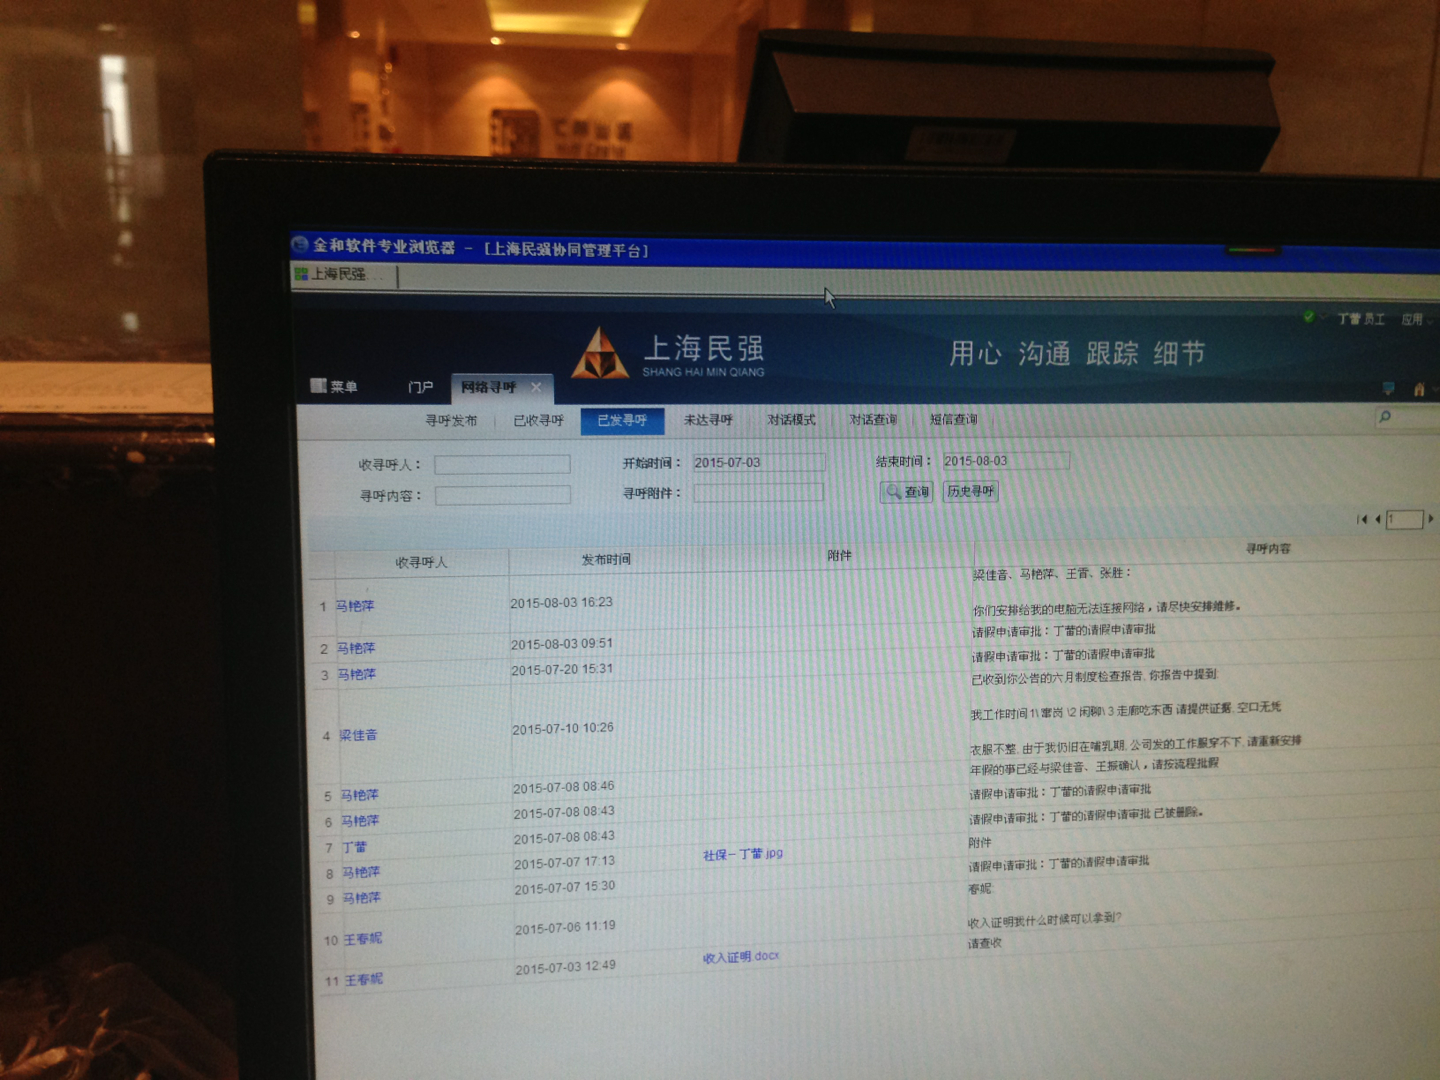 金和软件专业浏览器 - [上海民强协同管理平台]
上海民强...
丁蕾 员工 应用
上海民强
SHANG HAI MIN QIANG
用心 沟通 跟踪 细节
菜单 门户 网络寻呼
寻呼发布 已收寻呼 已发寻呼 未达寻呼 对话模式 对话查询 短信查询
收寻呼人： 开始时间： 2015-07-03 结束时间： 2015-08-03
寻呼内容： 寻呼附件： 查询 历史寻呼
1
收寻呼人 发布时间 附件 寻呼内容
梁佳音、马艳萍、王雷、张胜：
1 马艳萍 2015-08-03 16:23
你们安排给我的电脑无法连接网络，请尽快安排维修。
2 马艳萍 2015-08-03 09:51 请假申请审批：丁蕾的请假申请审批
3 马艳萍 2015-07-20 15:31 请假申请审批：丁蕾的请假申请审批
已收到你公告的六月制度检查报告,你报告中提到:
4 梁佳音 2015-07-10 10:26 我工作时间1\窜岗 \2 闲聊\ 3 走廊吃东西 请提供证据,空口无凭
衣服不整,由于我仍旧在哺乳期,公司发的工作服穿不下,请重新安排
5 马艳萍 2015-07-08 08:46 年假的事已经与梁佳音、王振确认，请按流程批假
6 马艳萍 2015-07-08 08:43 请假申请审批：丁蕾的请假申请审批
7 丁蕾 2015-07-08 08:43 请假申请审批：丁蕾的请假申请审批 已被删除。
8 马艳萍 2015-07-07 17:13 社保-丁蕾.jpg 附件
9 马艳萍 2015-07-07 15:30 请假申请审批：丁蕾的请假申请审批
春妮:
10 王春妮 2015-07-06 11:19
收入证明我什么时候可以拿到?
11 王春妮 2015-07-03 12:49 收入证明.docx 请查收